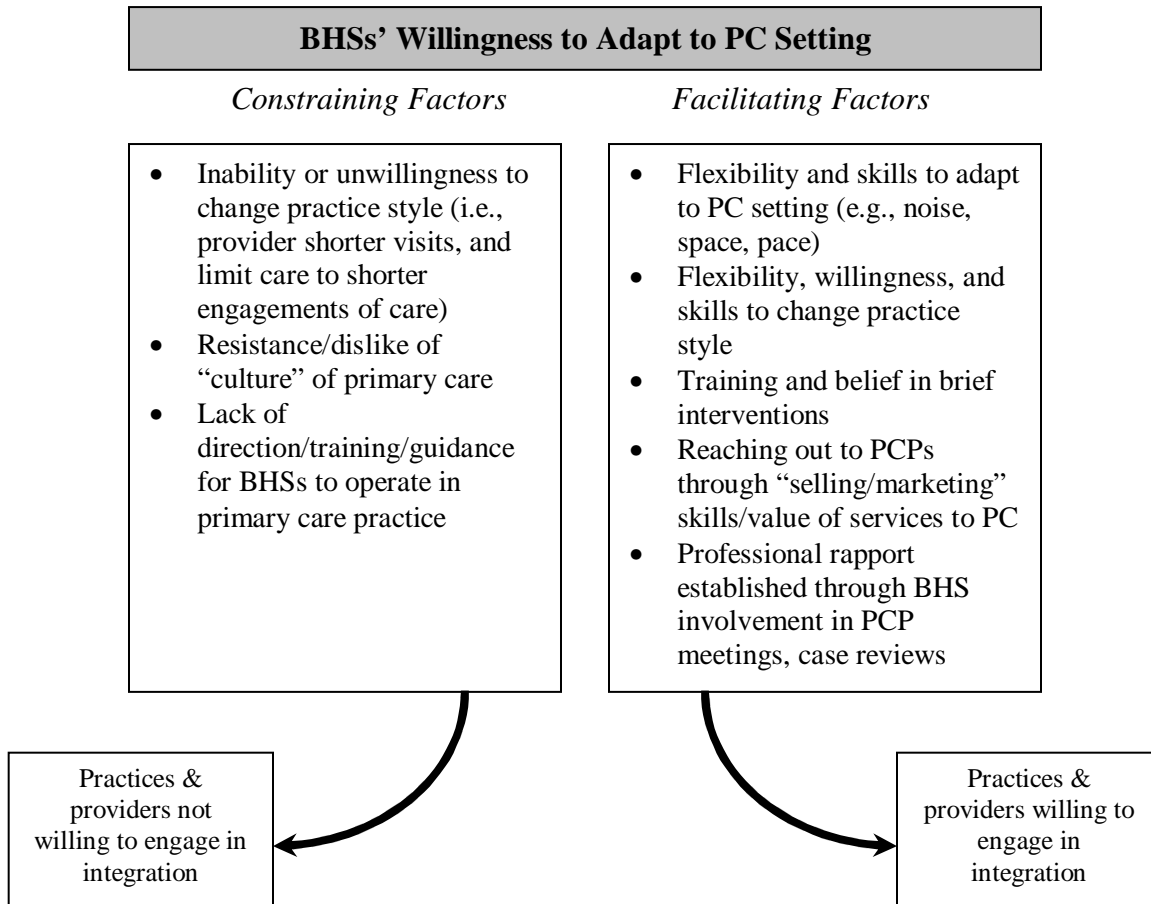 BHSs’ Willingness to Adapt to PC Setting
Constraining Factors
Facilitating Factors
• Inability or unwillingness to
change practice style (i.e.,
provider shorter visits, and
limit care to shorter
engagements of care)
• Resistance/dislike of
“culture” of primary care
• Lack of
direction/training/guidance
for BHSs to operate in
primary care practice
• Flexibility and skills to adapt
to PC setting (e.g., noise,
space, pace)
• Flexibility, willingness, and
skills to change practice
style
• Training and belief in brief
interventions
• Reaching out to PCPs
through “selling/marketing”
skills/value of services to PC
• Professional rapport
established through BHS
involvement in PCP
meetings, case reviews
Practices &
providers not
willing to engage in
integration
Practices &
providers willing to
engage in
integration